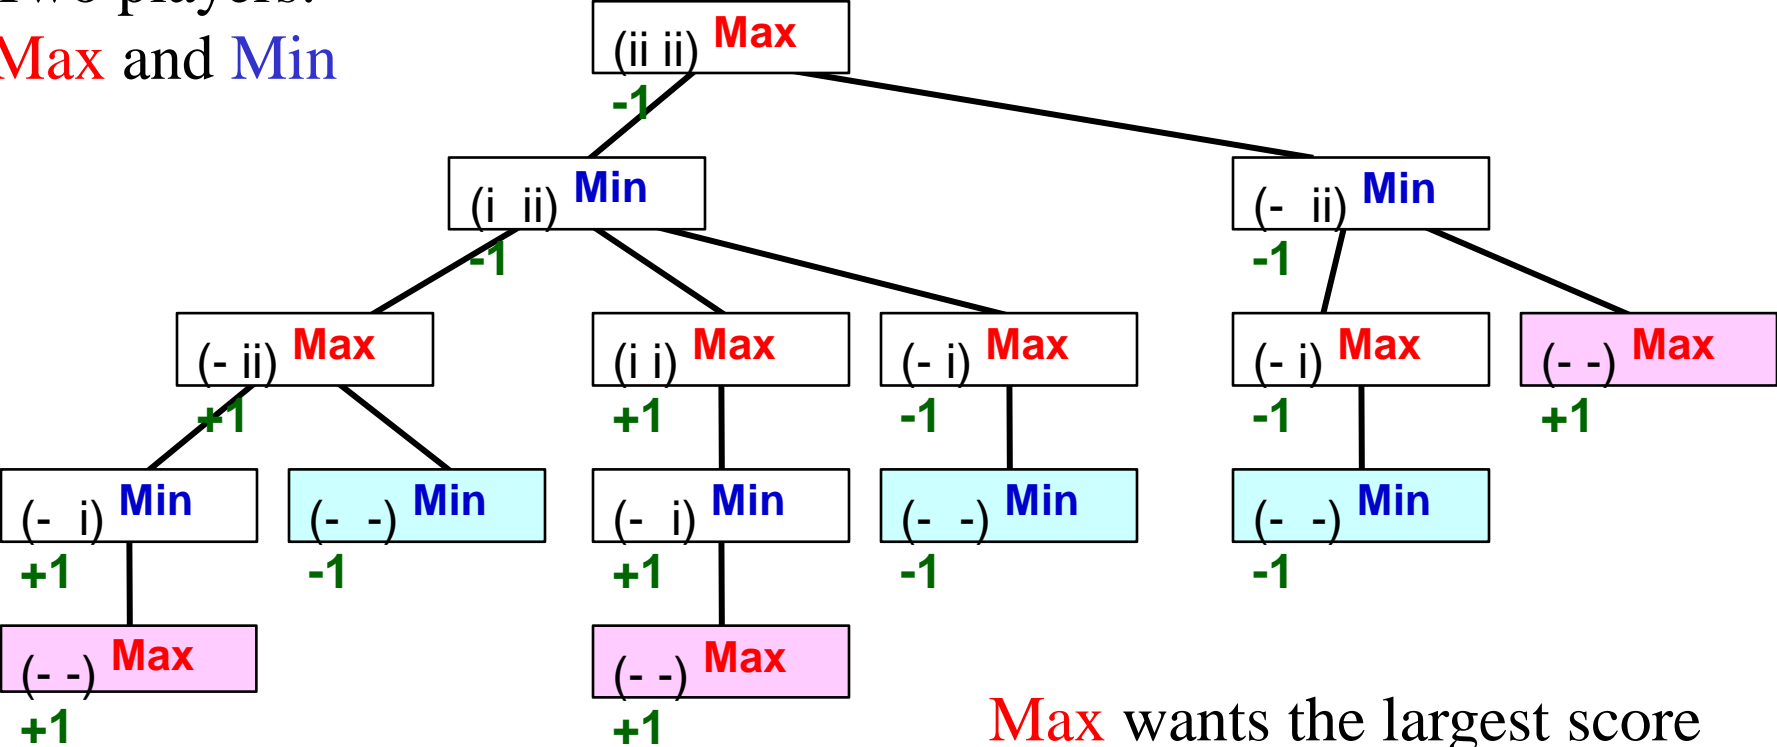 Two players:
Max and Min
(ii ii) Max
-1
(i ii) Min
-1
(- ii) Min
-1
(- ii) Max
+1
(i i) Max
+1
(- i) Max
-1
(- i) Max
-1
(- -) Max
+1
(- i) Min
+1
(- -) Min
-1
(- i) Min
+1
(- -) Min
-1
(- -) Min
-1
(- -) Max
+1
(- -) Max
+1
Max wants the largest score